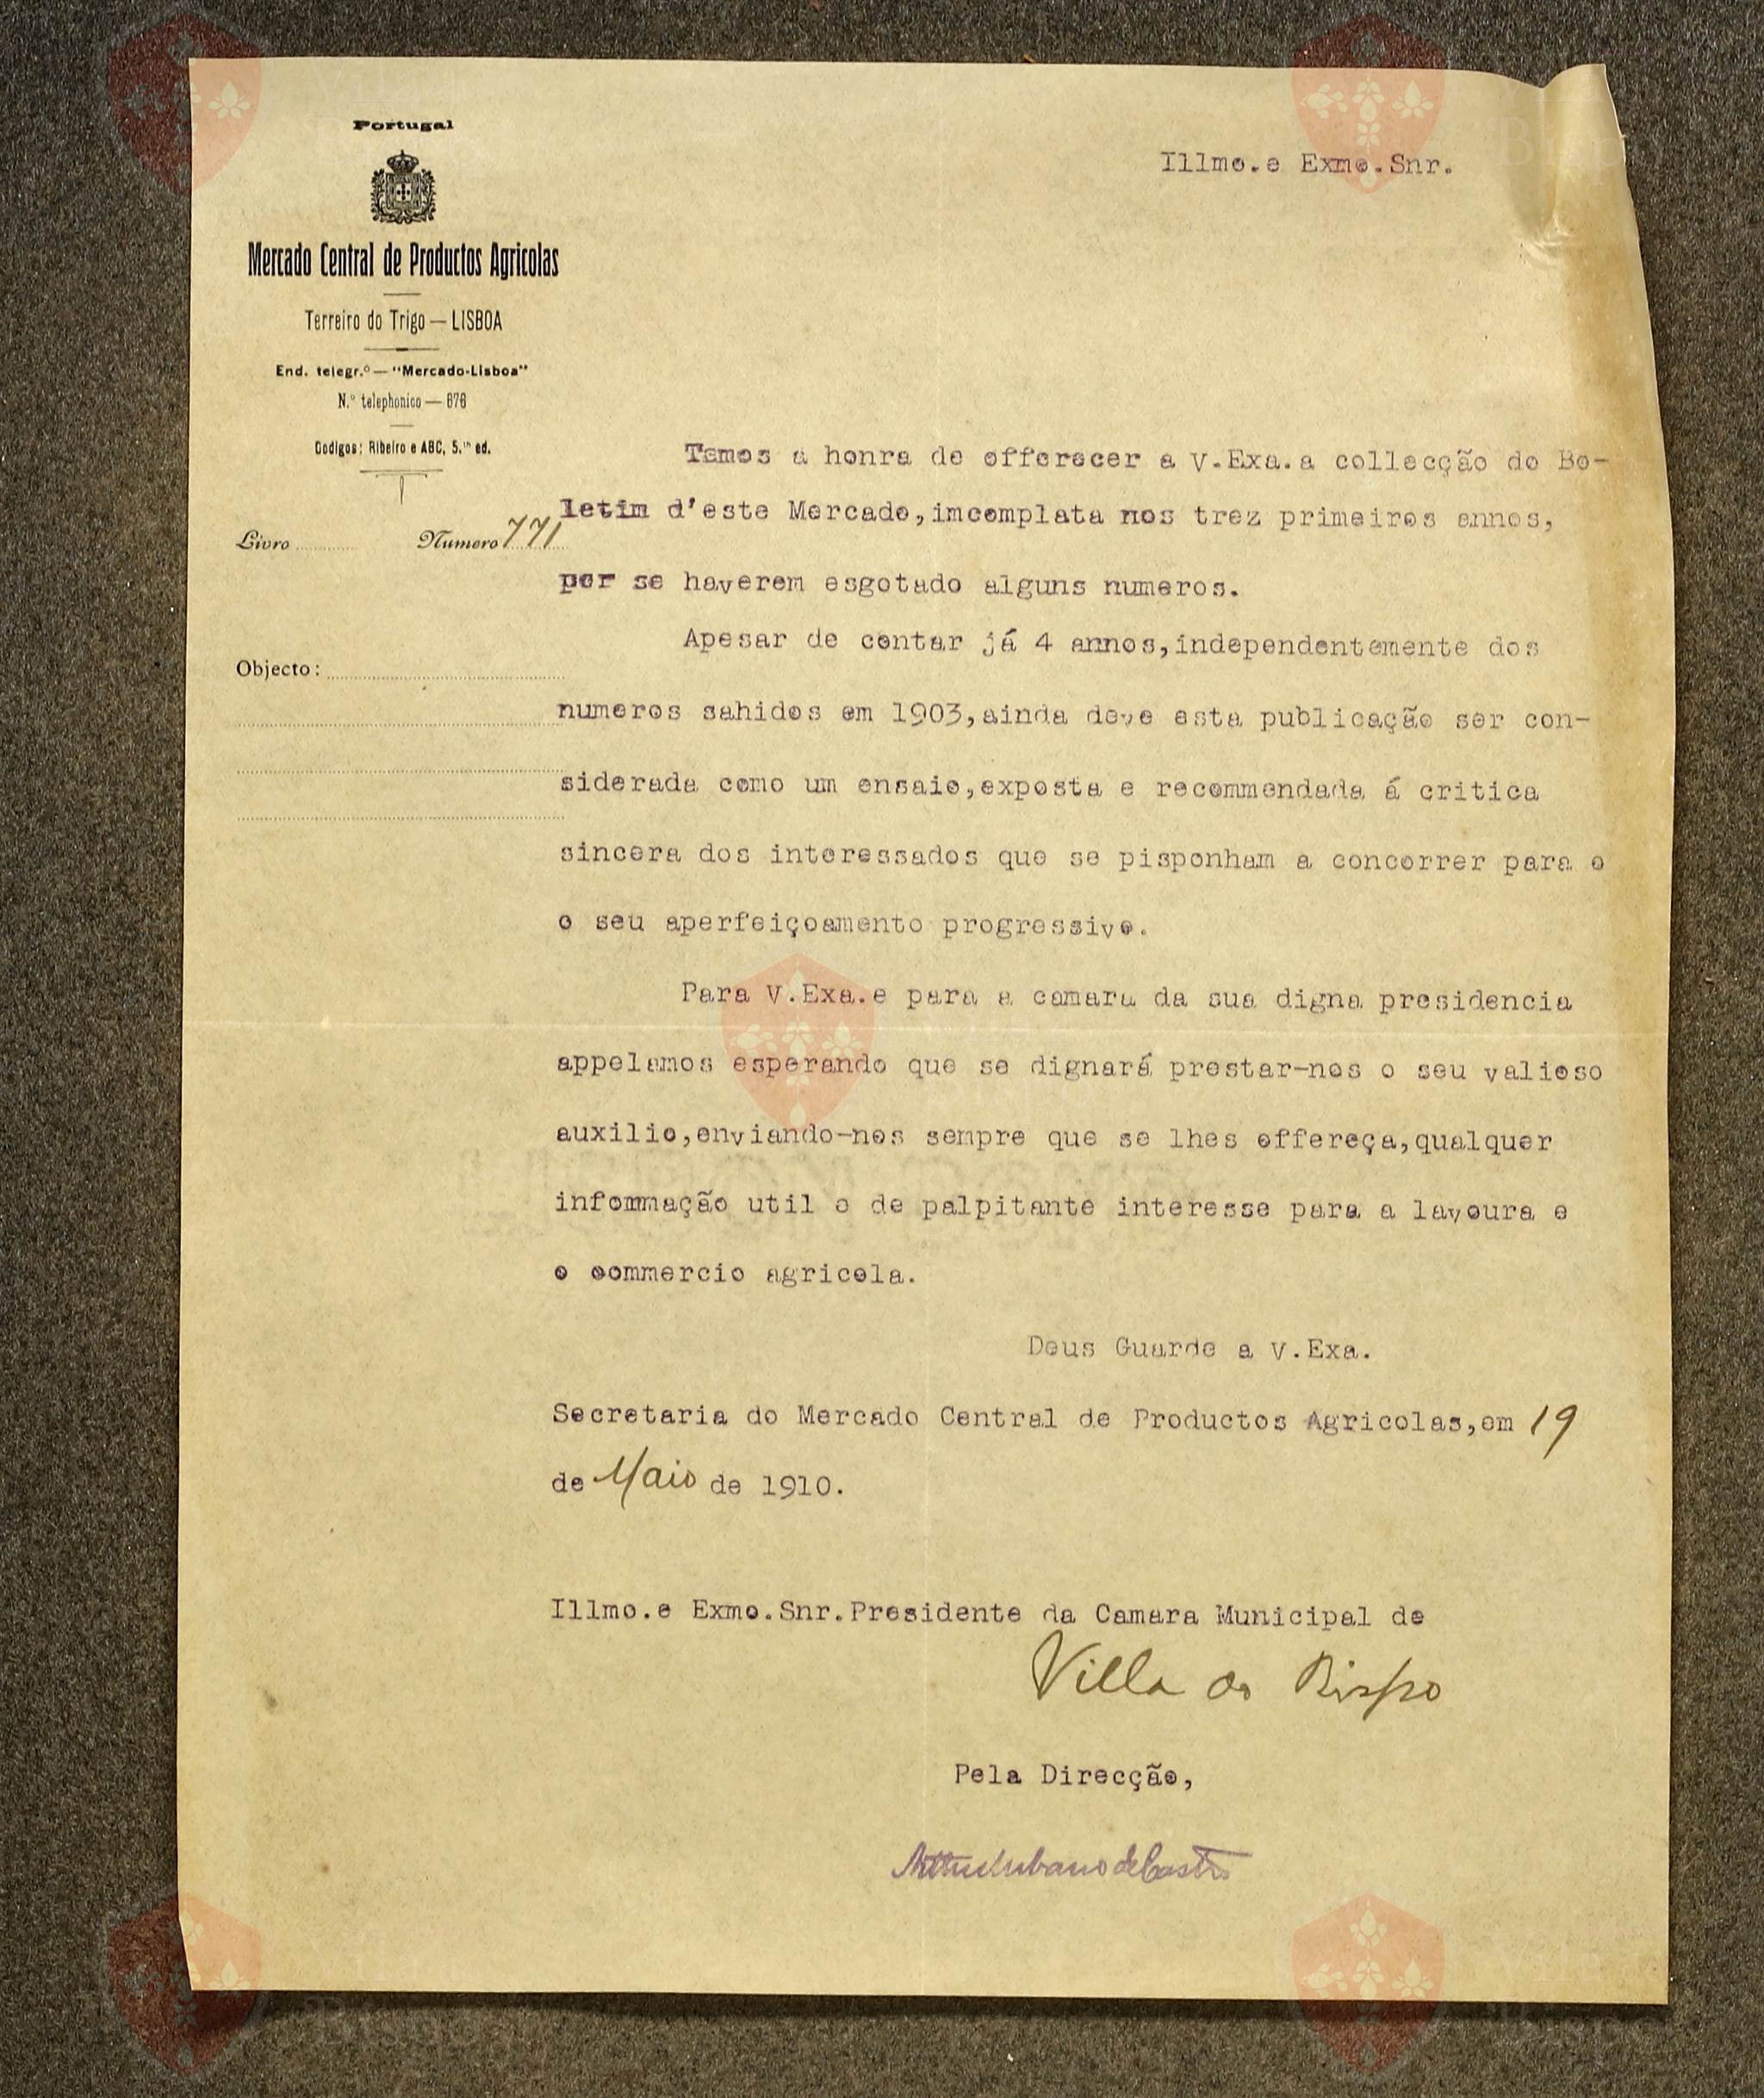 Portugal
Mercado Central de Productos Agricolas
Terreiro do Trigo — LISBOA
End. telegr.º — "Mercado-Lisboa"
N.º telephonico — 676
Codigos: Ribeiro e ABC, 5.th ed.
Livro Numero 771
Objecto:
Illmo.e Exmo.Snr.
Temos a honra de offerecer a V.Exa.a collecção do Bo-
letim d'este Mercado,imcomplata nos trez primeiros annos,
por se haverem esgotado alguns numeros.
Apesar de contar já 4 annos,independentemente dos
numeros sahidos em 1903,ainda deve esta publicação ser con-
siderada como um ensaio,exposta e recommendada á critica
sincera dos interessados que se pisponham a concorrer para o
o seu aperfeiçoamento progressivo.
Para V.Exa.e para a camara da sua digna presidencia
appelamos esperando que se dignará prestar-nos o seu valioso
auxilio,enviando-nos sempre que se lhes offereça,qualquer
infommação util e de palpitante interesse para a lavoura e
o commercio agricola.
Deus Guarde a V.Exa.
Secretaria do Mercado Central de Productos Agricolas,em 19
de Maio de 1910.
Illmo.e Exmo.Snr.Presidente da Camara Municipal de
Villa do Bispo
Pela Direcção,
de Castro